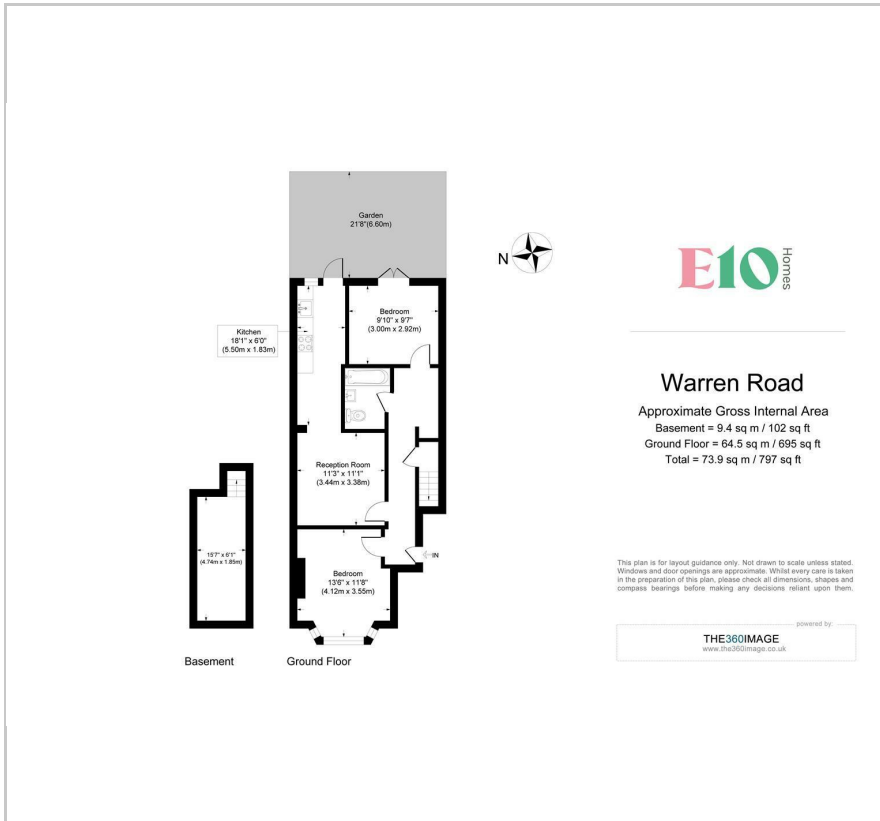 Garden
21'8"(6.60m)
N
Bedroom
9'10" x 9'7"
(3.00m x 2.92m)
Kitchen
18'1" x 6'0"
(5.50m x 1.83m)
Reception Room
11'3" x 11'1"
(3.44m x 3.38m)
15'7" x 6'1"
(4.74m x 1.85m)
IN
Bedroom
13'6" x 11'8"
(4.12m x 3.55m)
Basement
Ground Floor
E10 Homes
Warren Road
Approximate Gross Internal Area
Basement = 9.4 sq m / 102 sq ft
Ground Floor = 64.5 sq m / 695 sq ft
Total = 73.9 sq m / 797 sq ft
This plan is for layout guidance only. Not drawn to scale unless stated.
Windows and door openings are approximate. Whilst every care is taken
in the preparation of this plan, please check all dimensions, shapes and
compass bearings before making any decisions reliant upon them.
powered by:
THE360IMAGE
www.the360image.co.uk